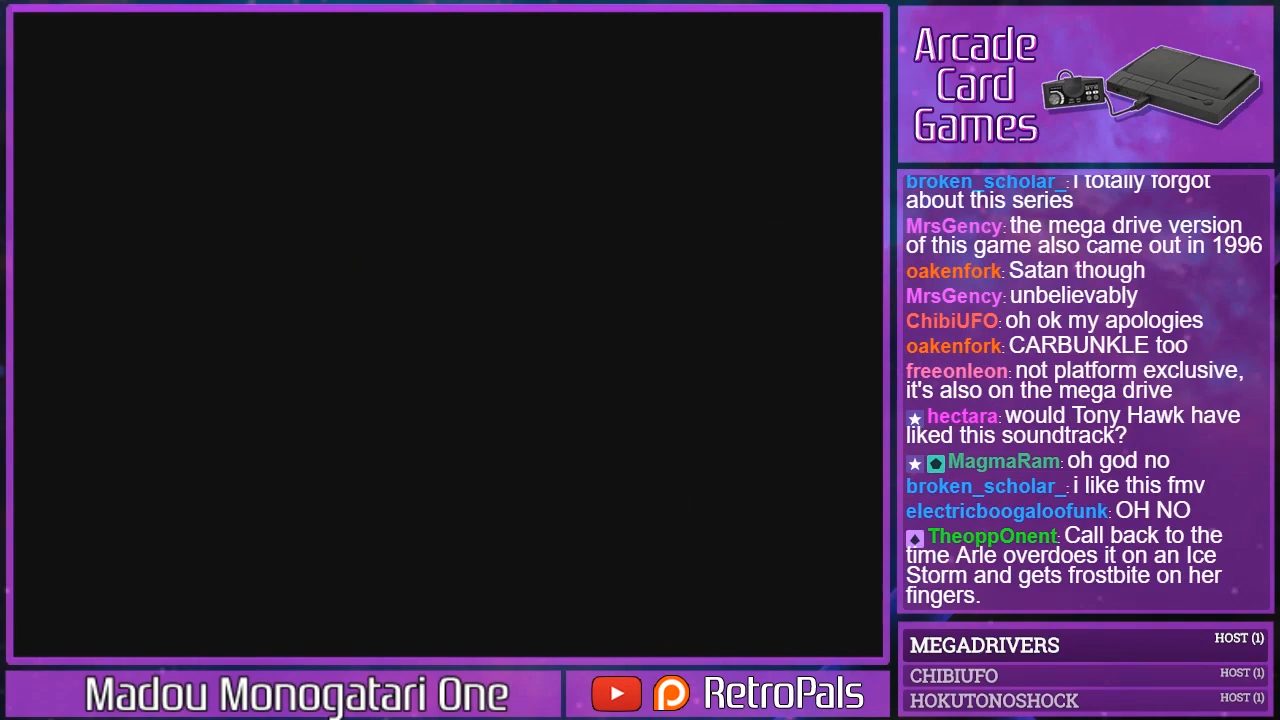 Arcade
Card
Games
broken_scholar_: i totally forgot
about this series
MrsGency: the mega drive version
of this game also came out in 1996
oakenfork: Satan though
MrsGency: unbelievably
ChibiUFO: oh ok my apologies
oakenfork: CARBUNKLE too
freeonleon: not platform exclusive,
it's also on the mega drive
hectara: would Tony Hawk have
liked this soundtrack?
MagmaRam: oh god no
broken_scholar_: i like this fmv
electricboogaloofunk: OH NO
TheoppOnent: Call back to the
time Arle overdoes it on an Ice
Storm and gets frostbite on her
fingers.
MEGADRIVERS HOST (1)
CHIBIUFO HOST (1)
HOKUTONOSHOCK HOST (1)
Madou Monogatari One
RetroPals